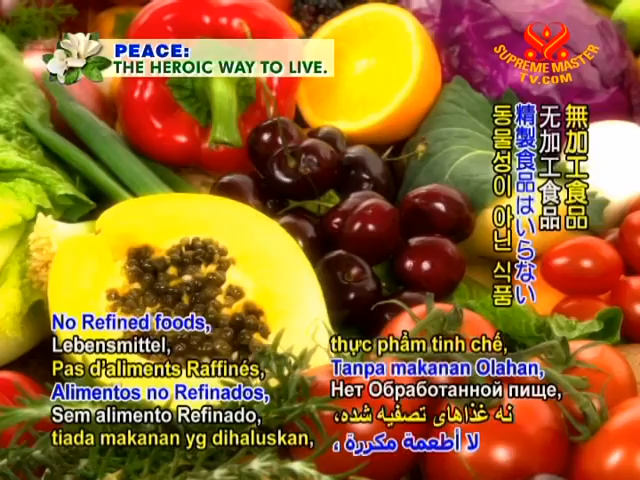 PEACE:
THE HEROIC WAY TO LIVE.
SUPREME MASTER
TV.COM
無加工食品
无加工食品
精製食品はいらない
동물성이 아닌 식품
No Refined foods,
Lebensmittel,
Pas d'aliments Raffinés,
Alimentos no Refinados,
Sem alimento Refinado,
tiada makanan yg dihaluskan,
thực phẩm tinh chế,
Tanpa makanan Olahan,
Нет Обработанной пище,
نه غذاهای تصفیه شده،
لا أطعمة مكررة ،